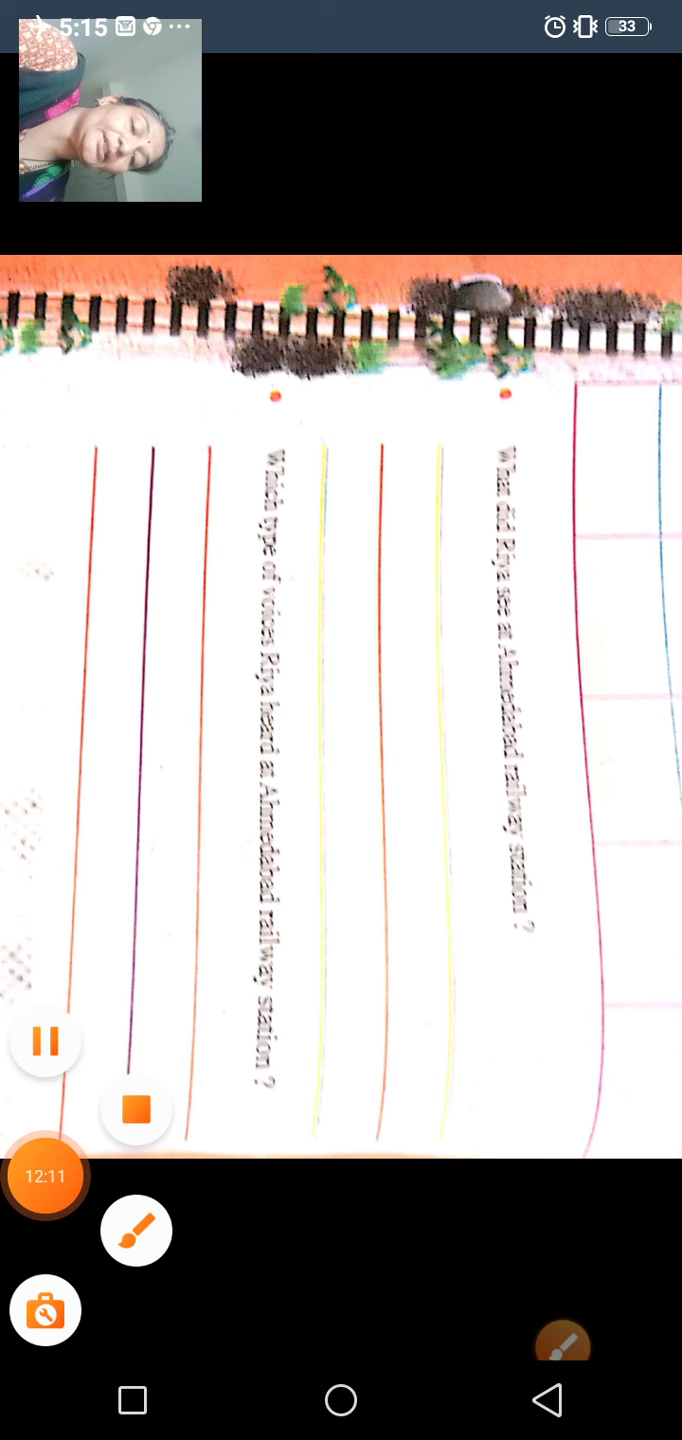 5:15
33
What did Riya see at Ahmedabad railway station ?
Which type of voices Riya heard at Ahmedabad railway station ?
12:11